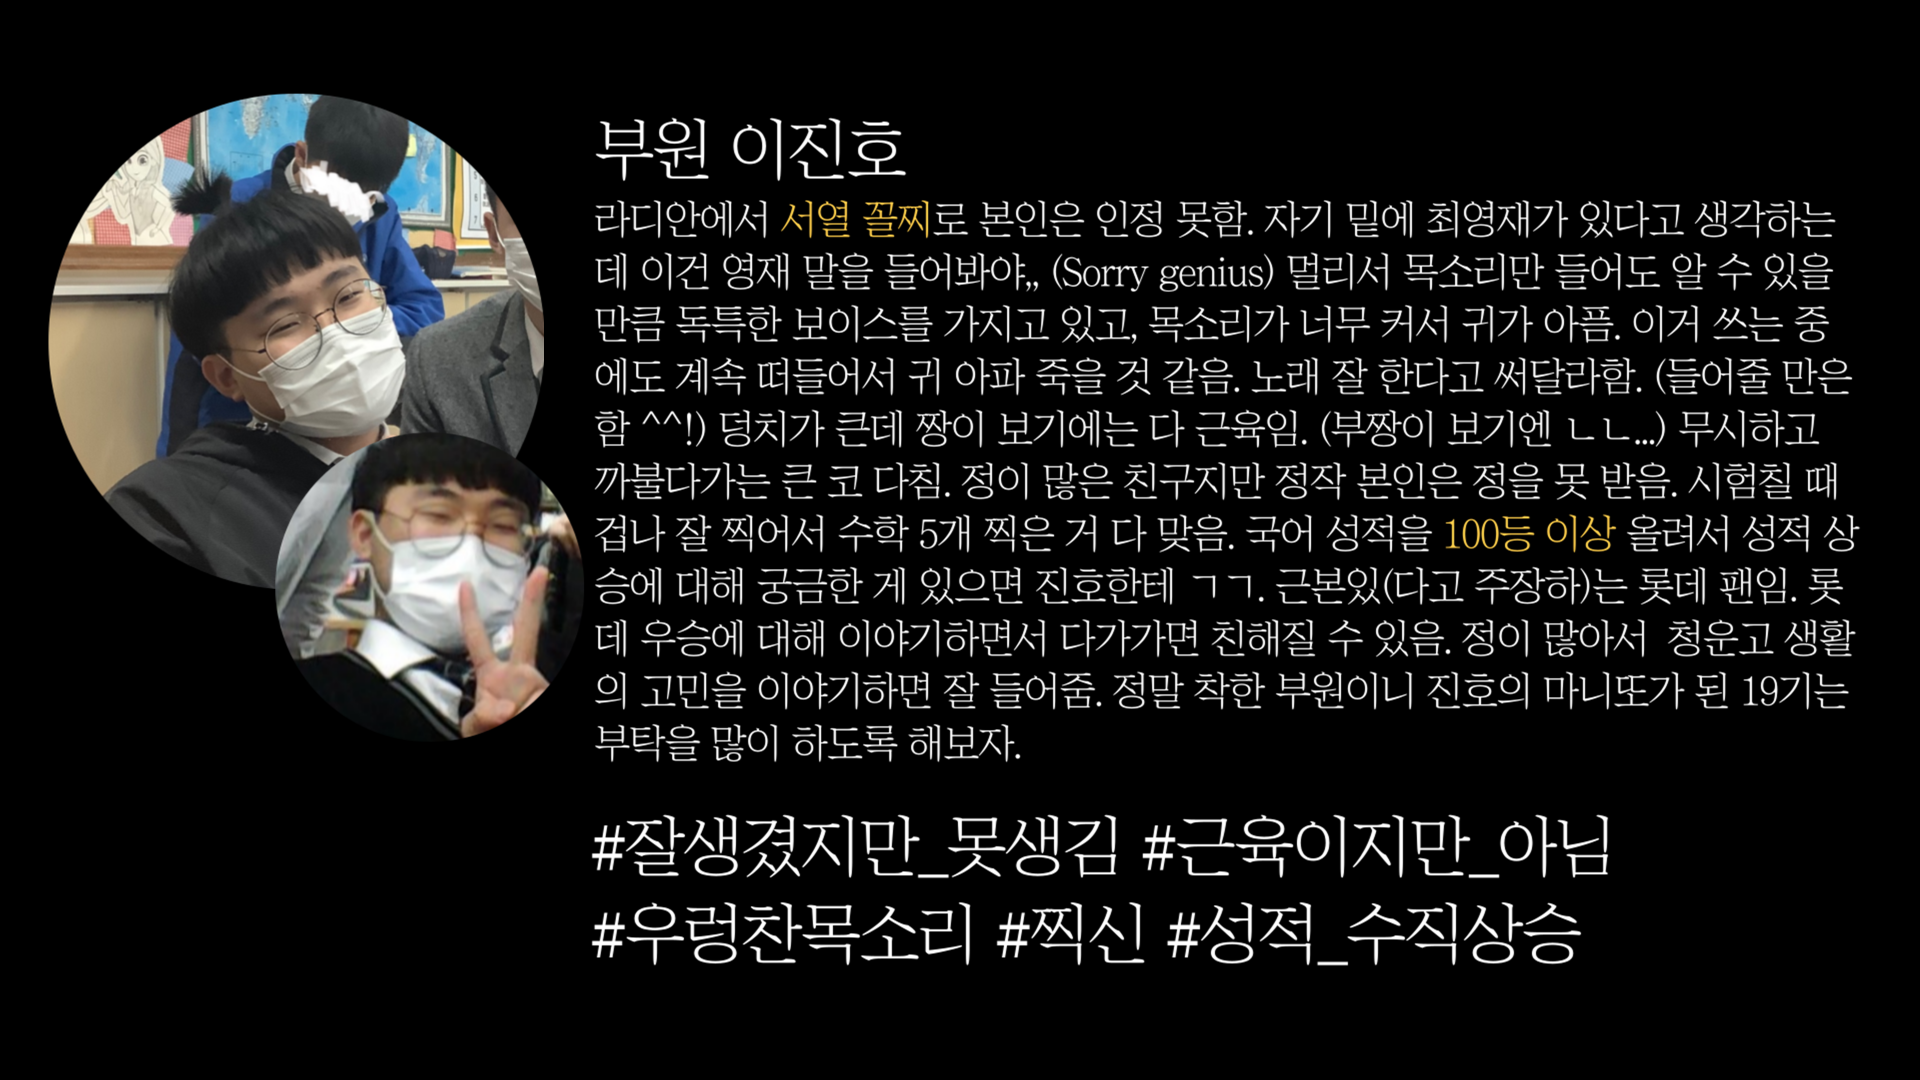 부원 이진호
라디안에서 서열 꼴찌로 본인은 인정 못함. 자기 밑에 최영재가 있다고 생각하는
데 이건 영재 말을 들어봐야,, (Sorry genius) 멀리서 목소리만 들어도 알 수 있을
만큼 독특한 보이스를 가지고 있고, 목소리가 너무 커서 귀가 아픔. 이거 쓰는 중
에도 계속 떠들어서 귀 아파 죽을 것 같음. 노래 잘 한다고 써달라함. (들어줄 만은
함 ^^!) 덩치가 큰데 짱이 보기에는 다 근육임. (부짱이 보기엔 ㄴㄴ...) 무시하고
까불다가는 큰 코 다침. 정이 많은 친구지만 정작 본인은 정을 못 받음. 시험칠 때
겁나 잘 찍어서 수학 5개 찍은 거 다 맞음. 국어 성적을 100등 이상 올려서 성적 상
승에 대해 궁금한 게 있으면 진호한테 ㄱㄱ. 근본있(다고 주장하)는 롯데 팬임. 롯
데 우승에 대해 이야기하면서 다가가면 친해질 수 있음. 정이 많아서  청운고 생활
의 고민을 이야기하면 잘 들어줌. 정말 착한 부원이니 진호의 마니또가 된 19기는
부탁을 많이 하도록 해보자.
#잘생겼지만_못생김 #근육이지만_아님
#우렁찬목소리 #찍신 #성적_수직상승